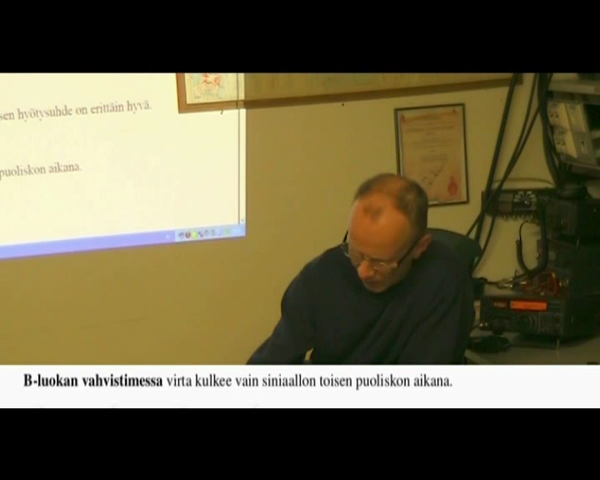 sen hyötysuhde on erittäin hyvä.
puoliskon aikana.
B-luokan vahvistimessa virta kulkee vain siniaallon toisen puoliskon aikana.